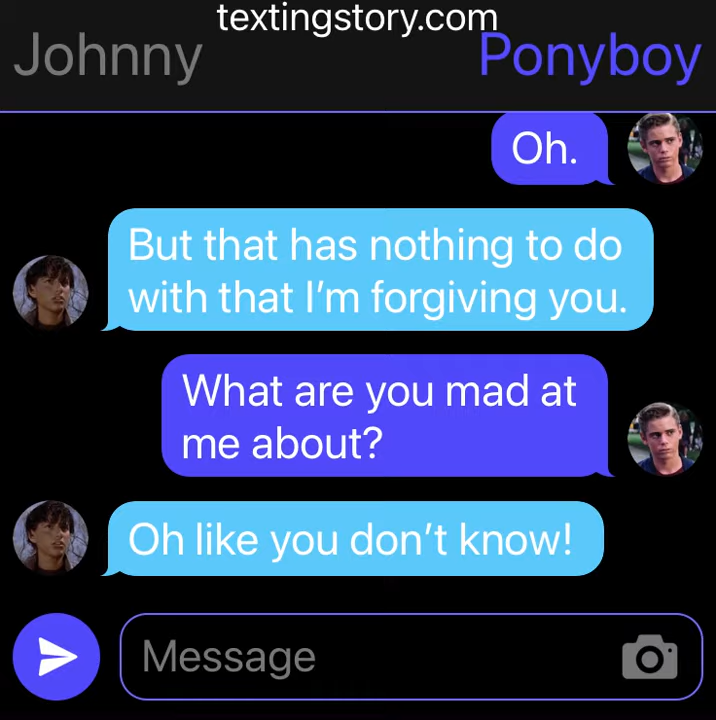 textingstory.com
Johnny
Ponyboy
Oh.
But that has nothing to do
with that I’m forgiving you.
What are you mad at
me about?
Oh like you don’t know!
Message